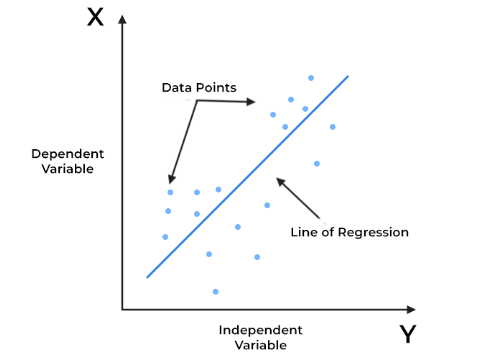 X
Data Points
Dependent
Variable
Line of Regression
Independent
Variable
Y